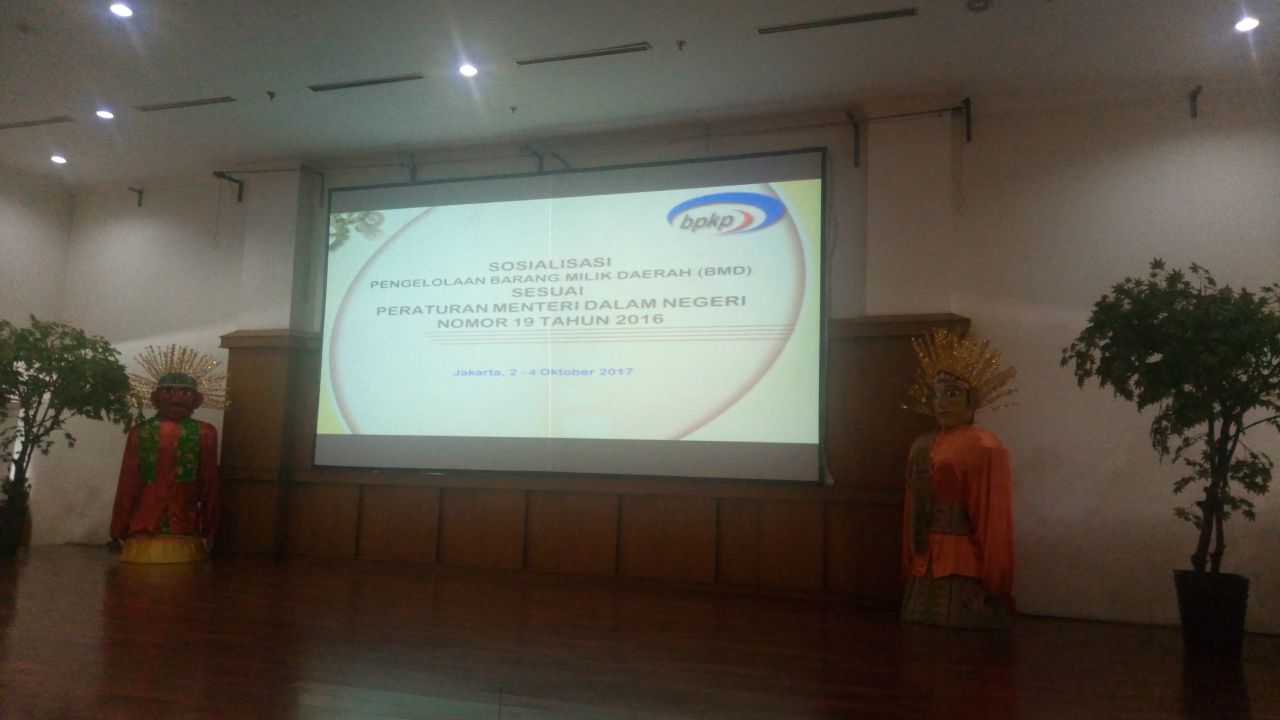 bpkp
SOSIALISASI
PENGELOLAAN BARANG MILIK DAERAH (BMD)
SESUAI
PERATURAN MENTERI DALAM NEGERI
NOMOR 19 TAHUN 2016
Jakarta, 2 - 4 Oktober 2017